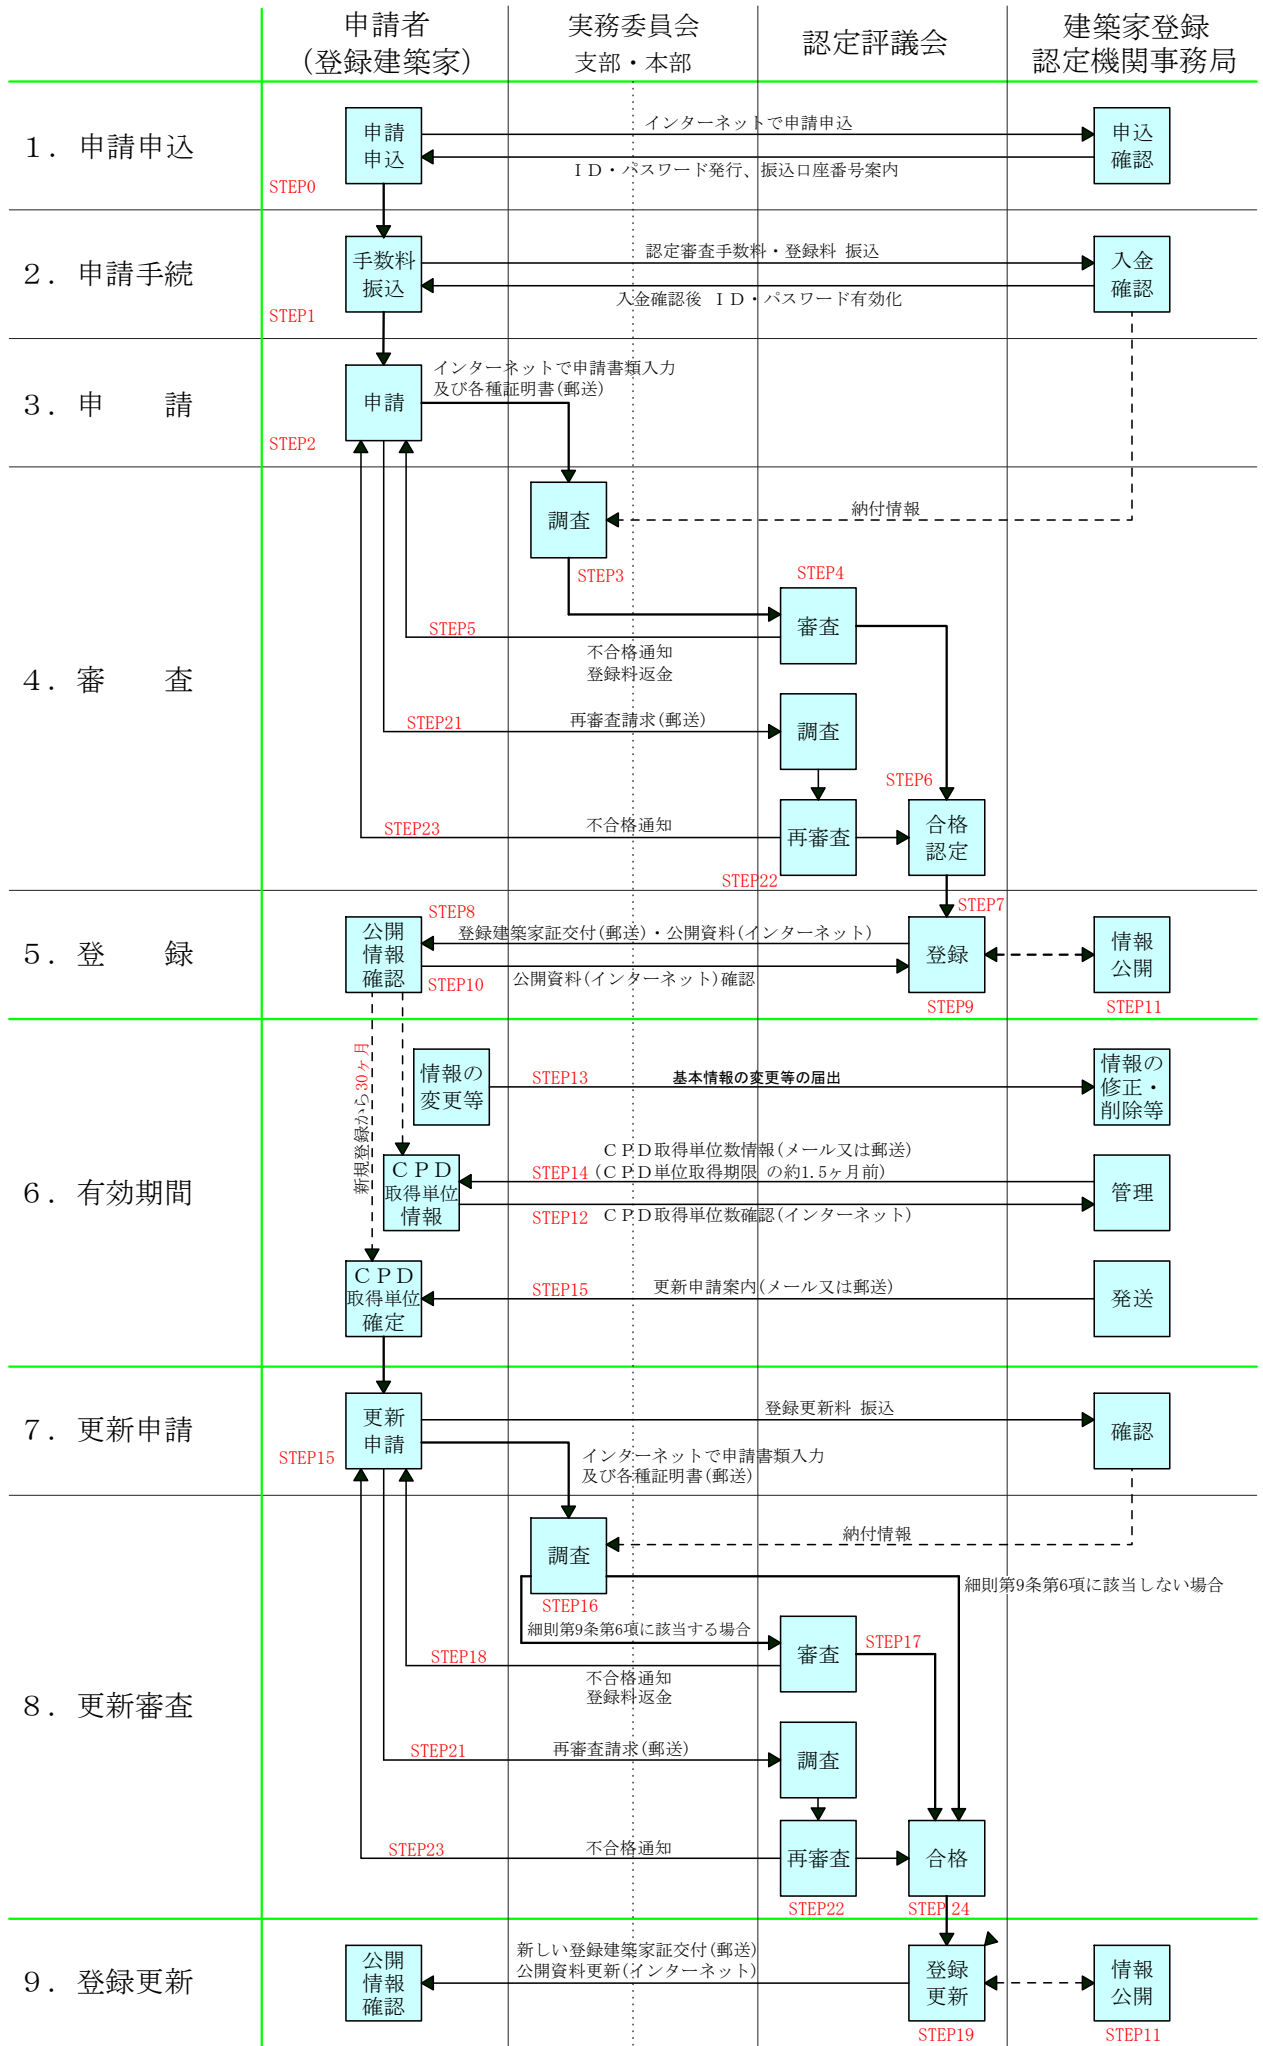 申請者
(登録建築家)
実務委員会
支部・本部
認定評議会
建築家登録
認定機関事務局
1. 申請申込
申請
申込
インターネットで申請申込
申込
確認
ID・パスワード発行、振込口座番号案内
STEP0
2. 申請手続
手数料
振込
認定審査手数料・登録料 振込
入金
確認
入金確認後 ID・パスワード有効化
STEP1
3. 申 請
申請
インターネットで申請書類入力
及び各種証明書(郵送)
STEP2
4. 審 査
調査
納付情報
STEP3
STEP4
審査
STEP5
不合格通知
登録料返金
STEP21
再審査請求(郵送)
調査
STEP6
STEP23
不合格通知
再審査
合格
認定
STEP22
5. 登 録
STEP7
STEP8
公開
情報
確認
登録建築家証交付(郵送)・公開資料(インターネット)
登録
情報
公開
STEP10
公開資料(インターネット)確認
STEP9
STEP11
6. 有効期間
新規登録から30ヶ月
情報の
変更等
STEP13
基本情報の変更等の届出
情報の
修正・
削除等
CPD
取得単位
情報
CPD取得単位数情報(メール又は郵送)
STEP14
(CPD単位取得期限 の約1.5ヶ月前)
管理
STEP12
CPD取得単位数確認(インターネット)
CPD
取得単位
確定
STEP15
更新申請案内(メール又は郵送)
発送
7. 更新申請
更新
申請
登録更新料 振込
確認
STEP15
インターネットで申請書類入力
及び各種証明書(郵送)
8. 更新審査
調査
納付情報
細則第9条第6項に該当しない場合
STEP16
細則第9条第6項に該当する場合
審査
STEP17
STEP18
不合格通知
登録料返金
STEP21
再審査請求(郵送)
調査
STEP23
不合格通知
再審査
合格
STEP22
STEP 24
9. 登録更新
公開
情報
確認
新しい登録建築家証交付(郵送)
公開資料更新(インターネット)
登録
更新
情報
公開
STEP19
STEP11